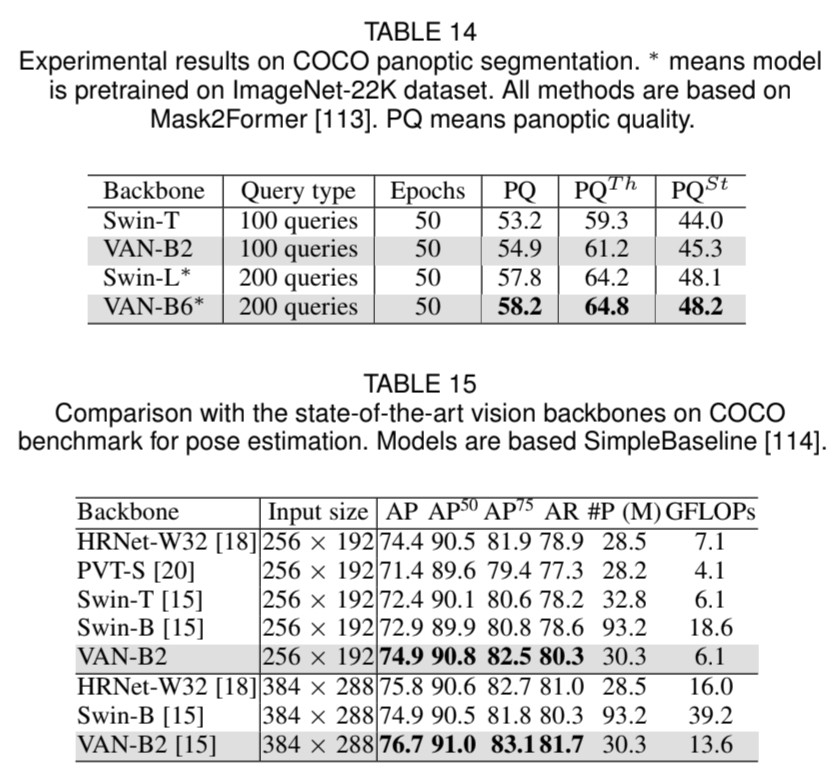 TABLE 14
Experimental results on COCO panoptic segmentation. * means model
is pretrained on ImageNet-22K dataset. All methods are based on
Mask2Former [113]. PQ means panoptic quality.
Backbone Query type Epochs PQ PQ^Th PQ^St
Swin-T 100 queries 50 53.2 59.3 44.0
VAN-B2 100 queries 50 54.9 61.2 45.3
Swin-L* 200 queries 50 57.8 64.2 48.1
VAN-B6* 200 queries 50 58.2 64.8 48.2
TABLE 15
Comparison with the state-of-the-art vision backbones on COCO
benchmark for pose estimation. Models are based SimpleBaseline [114].
Backbone Input size AP AP^50 AP^75 AR #P (M) GFLOPs
HRNet-W32 [18] 256 × 192 74.4 90.5 81.9 78.9 28.5 7.1
PVT-S [20] 256 × 192 71.4 89.6 79.4 77.3 28.2 4.1
Swin-T [15] 256 × 192 72.4 90.1 80.6 78.2 32.8 6.1
Swin-B [15] 256 × 192 72.9 89.9 80.8 78.6 93.2 18.6
VAN-B2 256 × 192 74.9 90.8 82.5 80.3 30.3 6.1
HRNet-W32 [18] 384 × 288 75.8 90.6 82.7 81.0 28.5 16.0
Swin-B [15] 384 × 288 74.9 90.5 81.8 80.3 93.2 39.2
VAN-B2 [15] 384 × 288 76.7 91.0 83.1 81.7 30.3 13.6